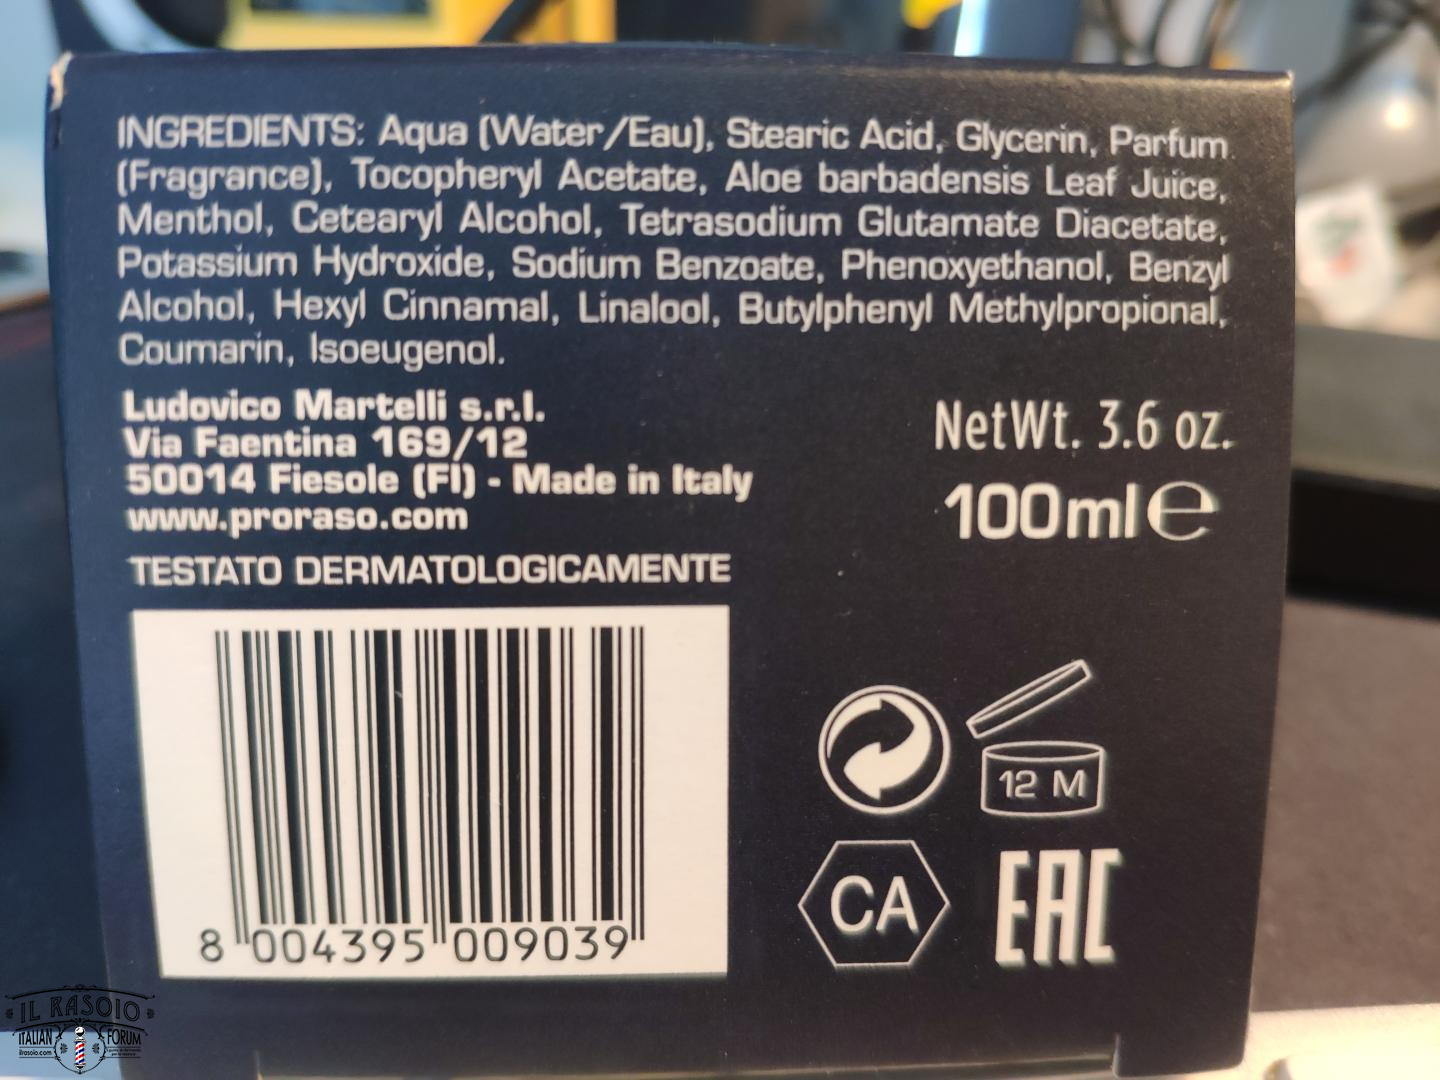 INGREDIENTS: Aqua (Water/Eau), Stearic Acid, Glycerin, Parfum
(Fragrance), Tocopheryl Acetate, Aloe barbadensis Leaf Juice,
Menthol, Cetearyl Alcohol, Tetrasodium Glutamate Diacetate,
Potassium Hydroxide, Sodium Benzoate, Phenoxyethanol, Benzyl
Alcohol, Hexyl Cinnamal, Linalool, Butylphenyl Methylpropional,
Coumarin, Isoeugenol.
Ludovico Martelli s.r.l.
Via Faentina 169/12
50014 Fiesole (FI) - Made in Italy
www.proraso.com
TESTATO DERMATOLOGICAMENTE
NetWt. 3.6 oz.
100ml e
12 M
CA
EAC
8 004395 009039
IL RASOIO
ITALIAN FORUM
ilrasoio.com